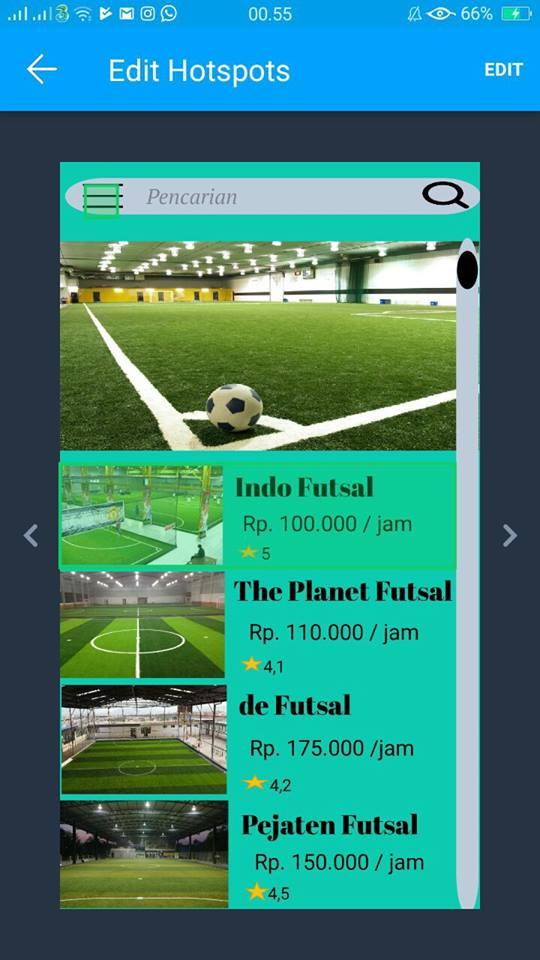 00.55
66%
Edit Hotspots
EDIT
Pencarian
Indo Futsal
Rp. 100.000 / jam
5
The Planet Futsal
Rp. 110.000 / jam
4,1
de Futsal
Rp. 175.000 /jam
4,2
Pejaten Futsal
Rp. 150.000 / jam
4,5